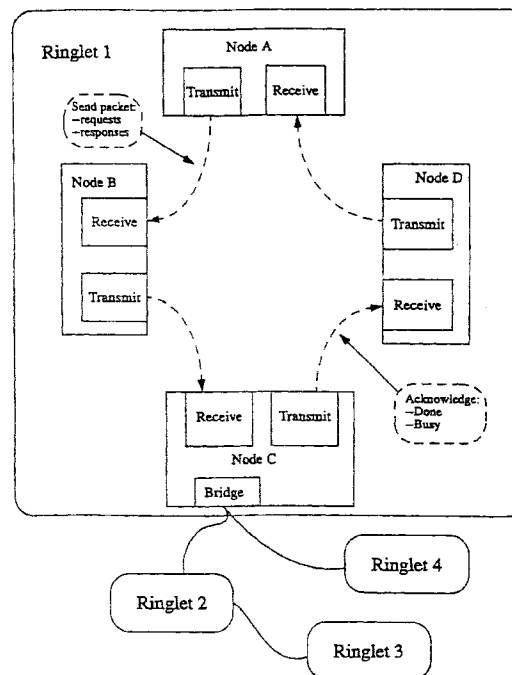 Ringlet 1
Node A
Transmit
Receive
Send packet:
–requests
–responses
Node B
Receive
Transmit
Node D
Transmit
Receive
Receive
Transmit
Node C
Bridge
Acknowledge:
–Done
–Busy
Ringlet 4
Ringlet 2
Ringlet 3